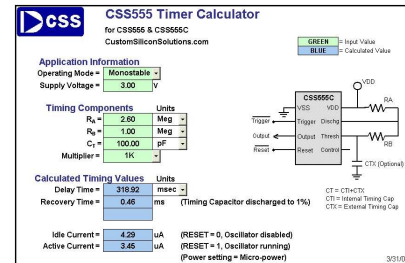 CSS
CSS555 Timer Calculator
for CSS555 & CSS555C
CustomSiliconSolutions.com
GREEN = Input Value
BLUE = Calculated Value
Application Information
Operating Mode = Monostable
Supply Voltage = 3.00 V
Timing Components Units
RA = 2.60 Meg
RB = 1.00 Meg
CT = 100.00 pF
Multiplier = 1K
VDD
CSS555C
VSS VDD
RA
Trigger Trigger Dischg
Output Output Thresh
RB
Reset Reset Control
CTX (Optional)
CT = CTI+CTX
CTI = Internal Timing Cap
CTX = External Timing Cap
Calculated Timing Values Units
Delay Time = 318.92 msec
Recovery Time = 0.46 ms (Timing Capacitor discharged to 1%)
Idle Current = 4.29 uA (RESET = 0, Oscillator disabled)
Active Current = 3.45 uA (RESET = 1, Oscillator running)
(Power setting = Micro-power)
3/31/0